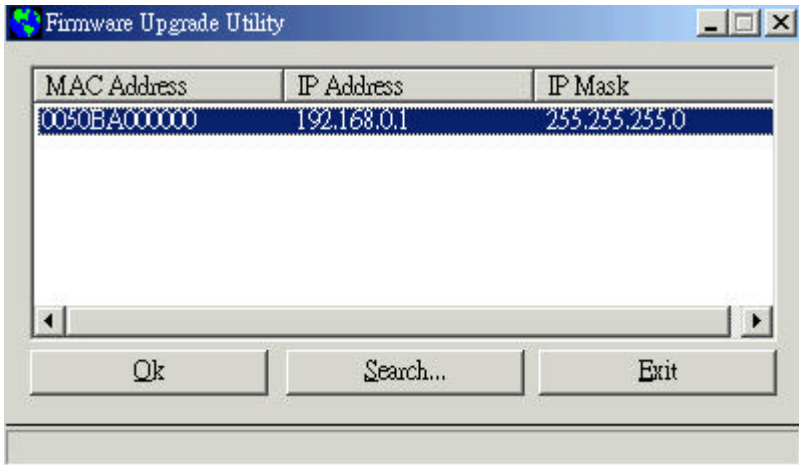 Firmware Upgrade Utility
MAC Address IP Address IP Mask
0050BA000000 192.168.0.1 255.255.255.0
Ok Search... Exit